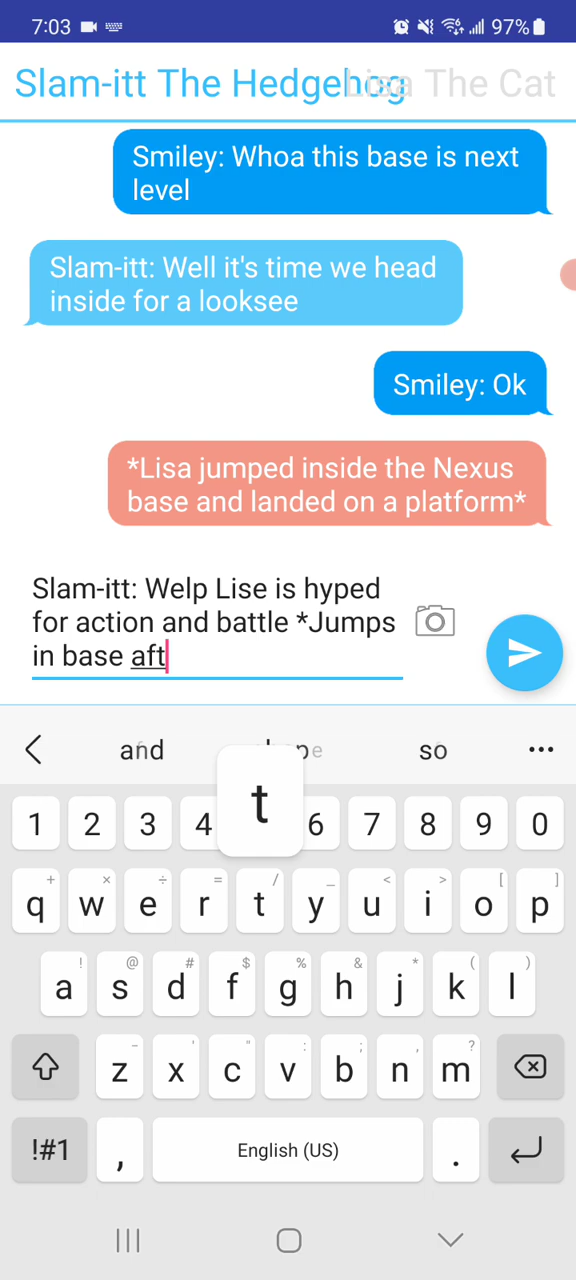 7:03 97%
Slam-itt The Hedgehog Lisa The Cat
Smiley: Whoa this base is next
level
Slam-itt: Well it's time we head
inside for a looksee
Smiley: Ok
*Lisa jumped inside the Nexus
base and landed on a platform*
Slam-itt: Welp Lise is hyped
for action and battle *Jumps
in base aft
and so
t
1 2 3 4 6 7 8 9 0
+ × ÷ = / _ < > [ ]
q w e r t y u i o p
! @ # $ % & * ( )
a s d f g h j k l
- ' " : ; , ?
z x c v b n m
!#1 , English (US) .